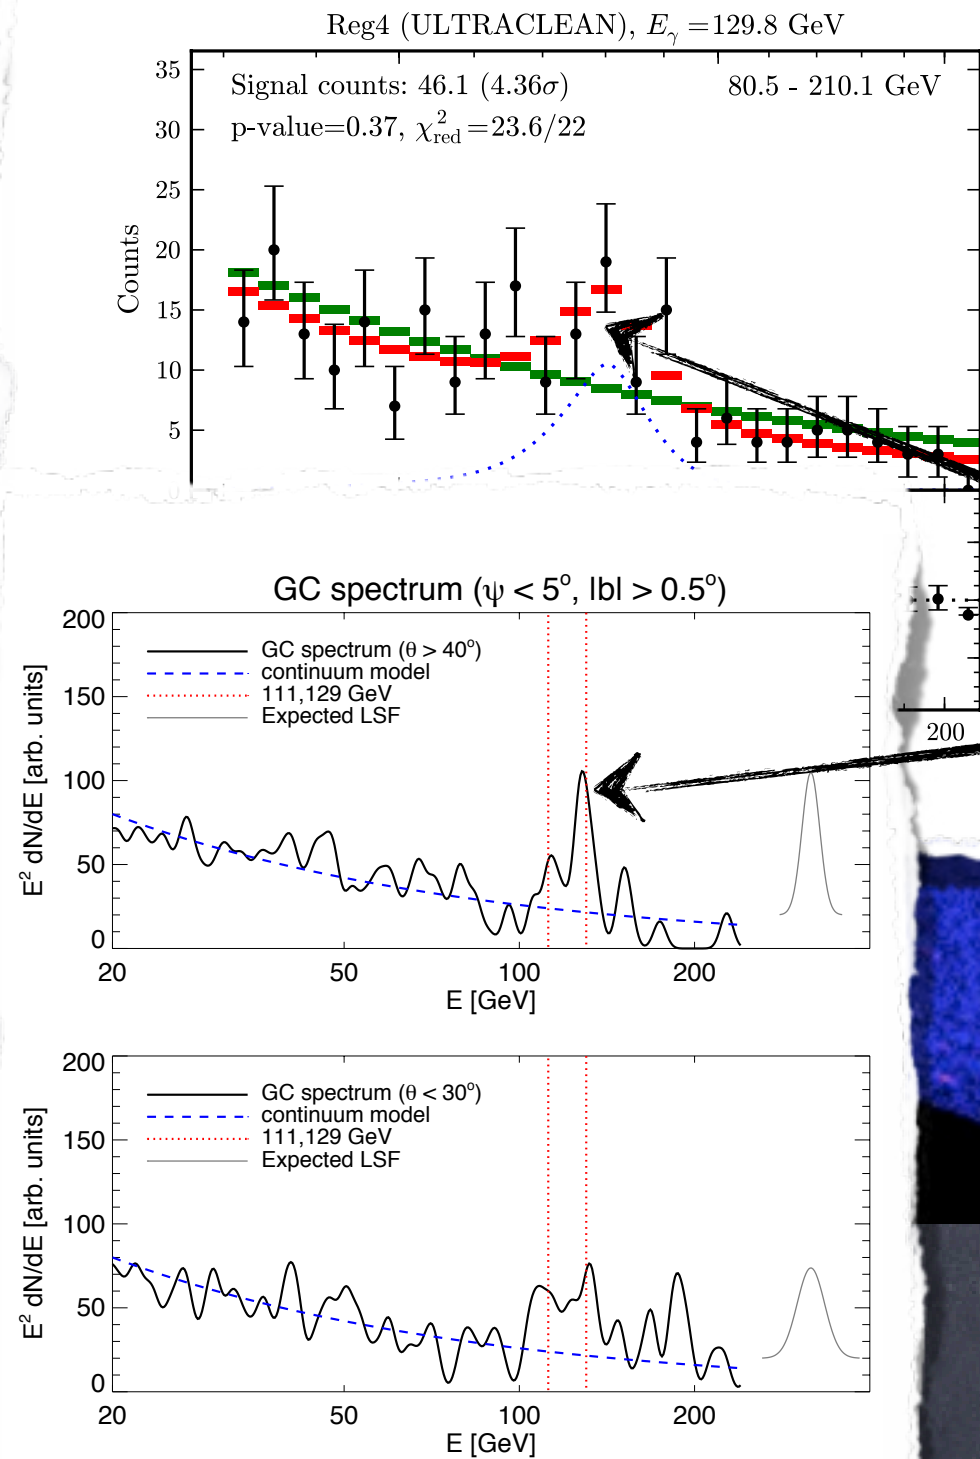 Reg4 (ULTRACLEAN), E_γ = 129.8 GeV
Signal counts: 46.1 (4.36σ)
80.5 - 210.1 GeV
p-value=0.37, χ²_red=23.6/22
Counts
35
30
25
20
15
10
5
200
GC spectrum (ψ < 5°, |b| > 0.5°)
E² dN/dE [arb. units]
200
150
100
50
0
GC spectrum (θ > 40°)
continuum model
111,129 GeV
Expected LSF
20 50 100 200
E [GeV]
E² dN/dE [arb. units]
200
150
100
50
0
GC spectrum (θ < 30°)
continuum model
111,129 GeV
Expected LSF
20 50 100 200
E [GeV]